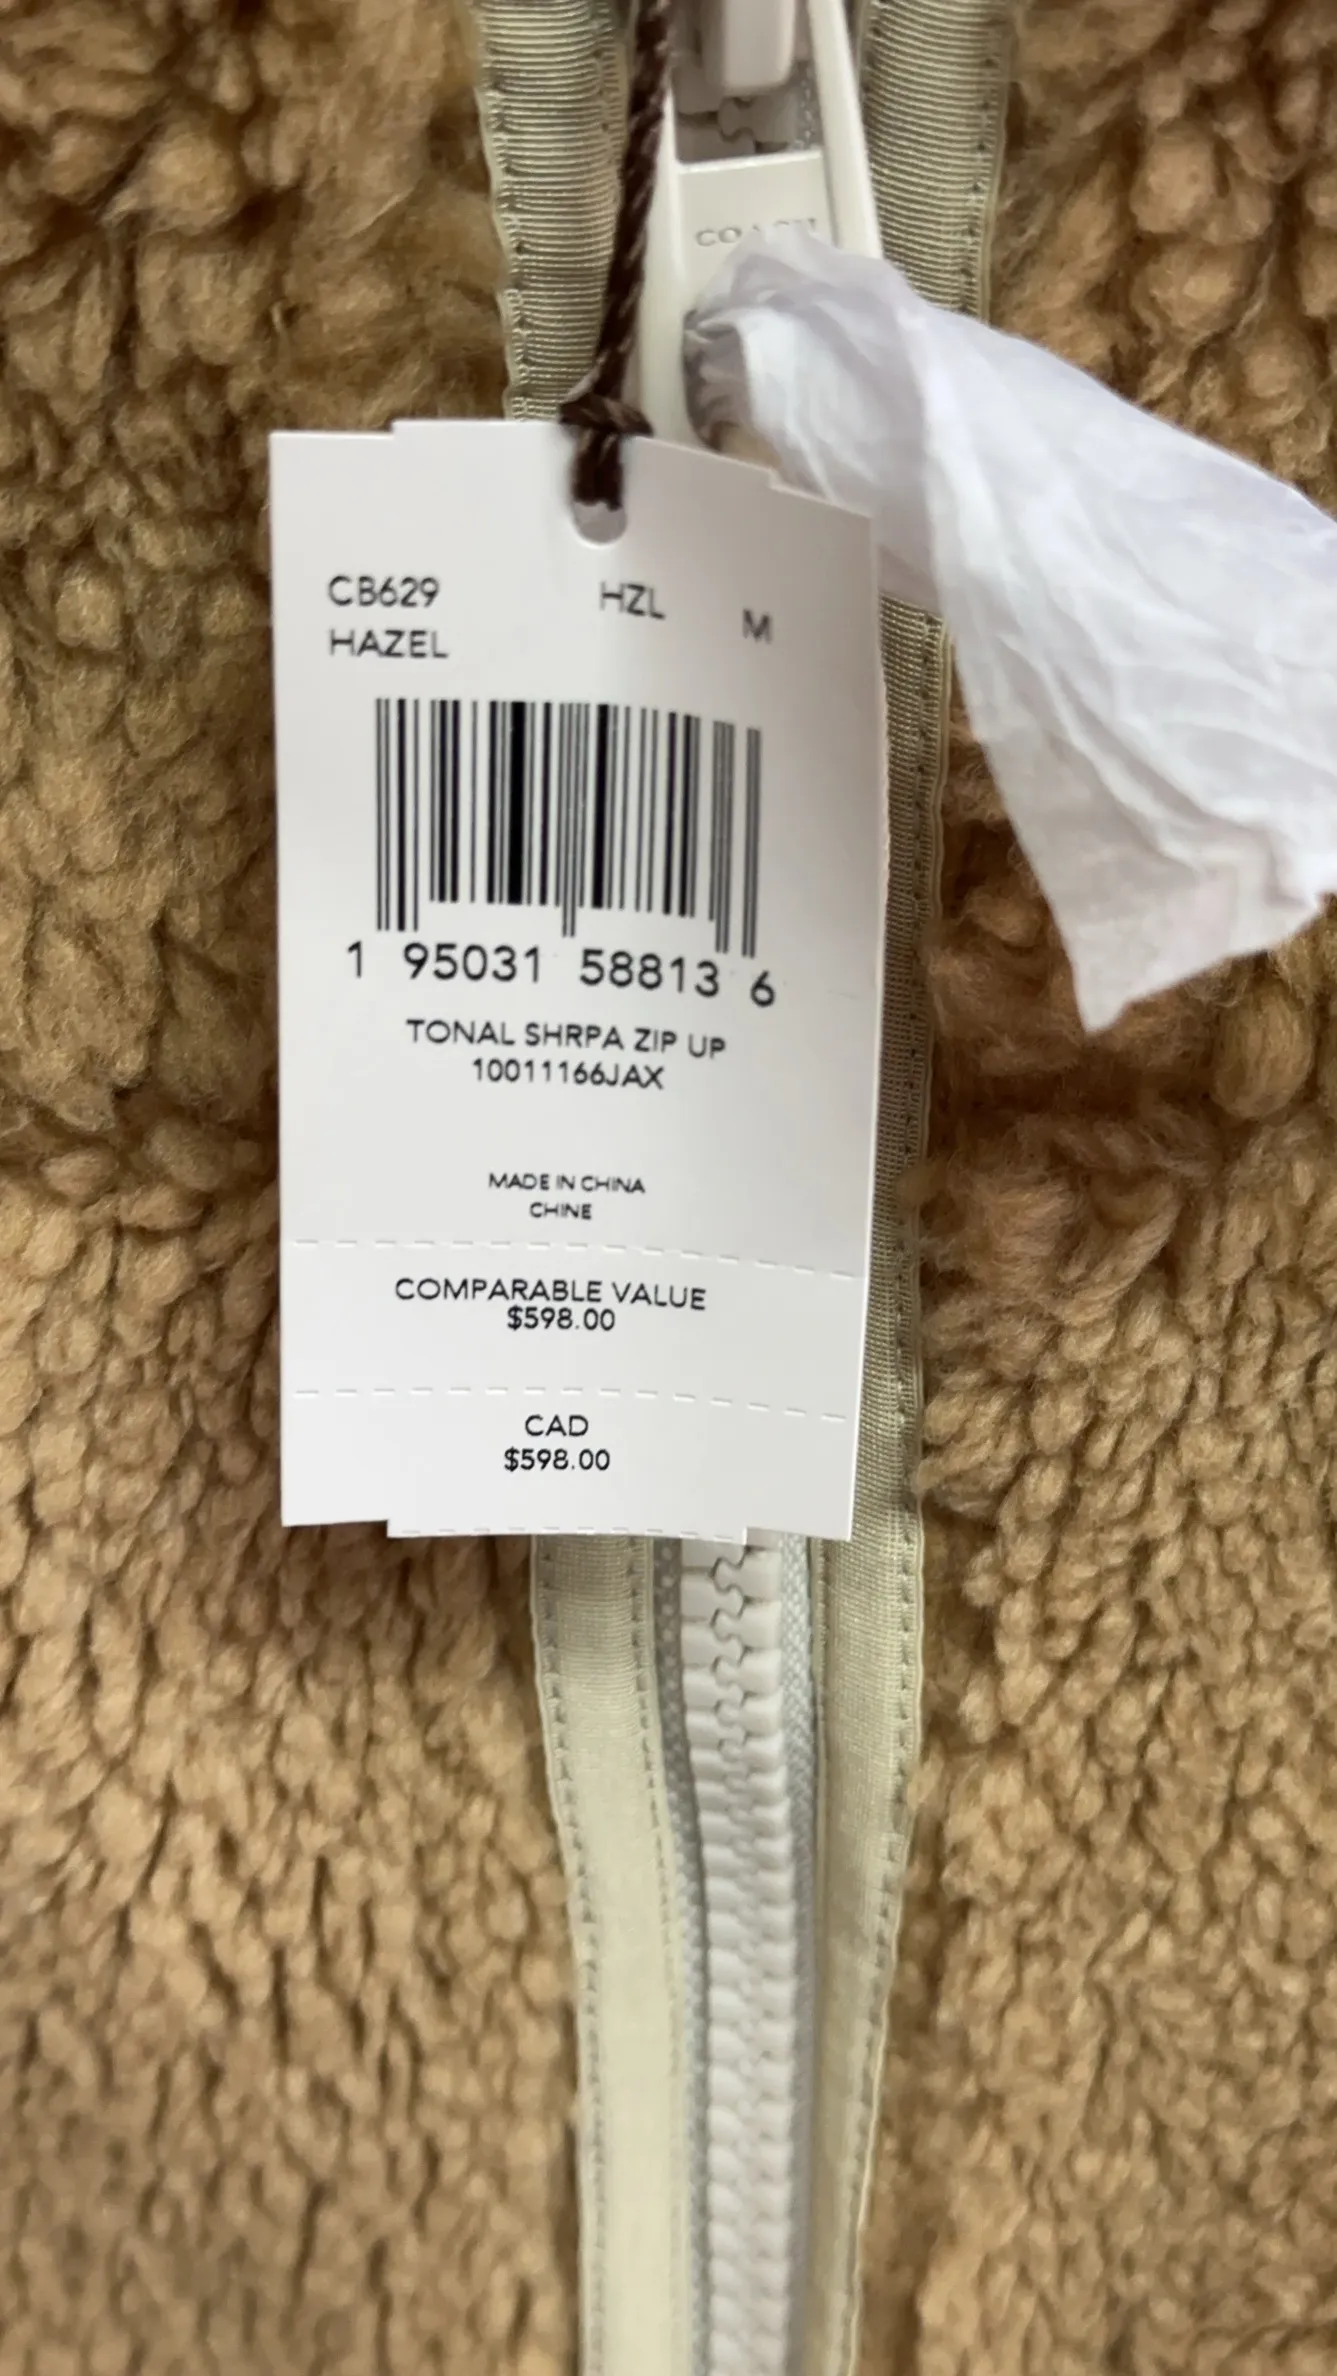 COACH
CB629 HZL M
HAZEL
1 95031 58813 6
TONAL SHRPA ZIP UP
10011166JAX
MADE IN CHINA
CHINE
COMPARABLE VALUE
$598.00
CAD
$598.00